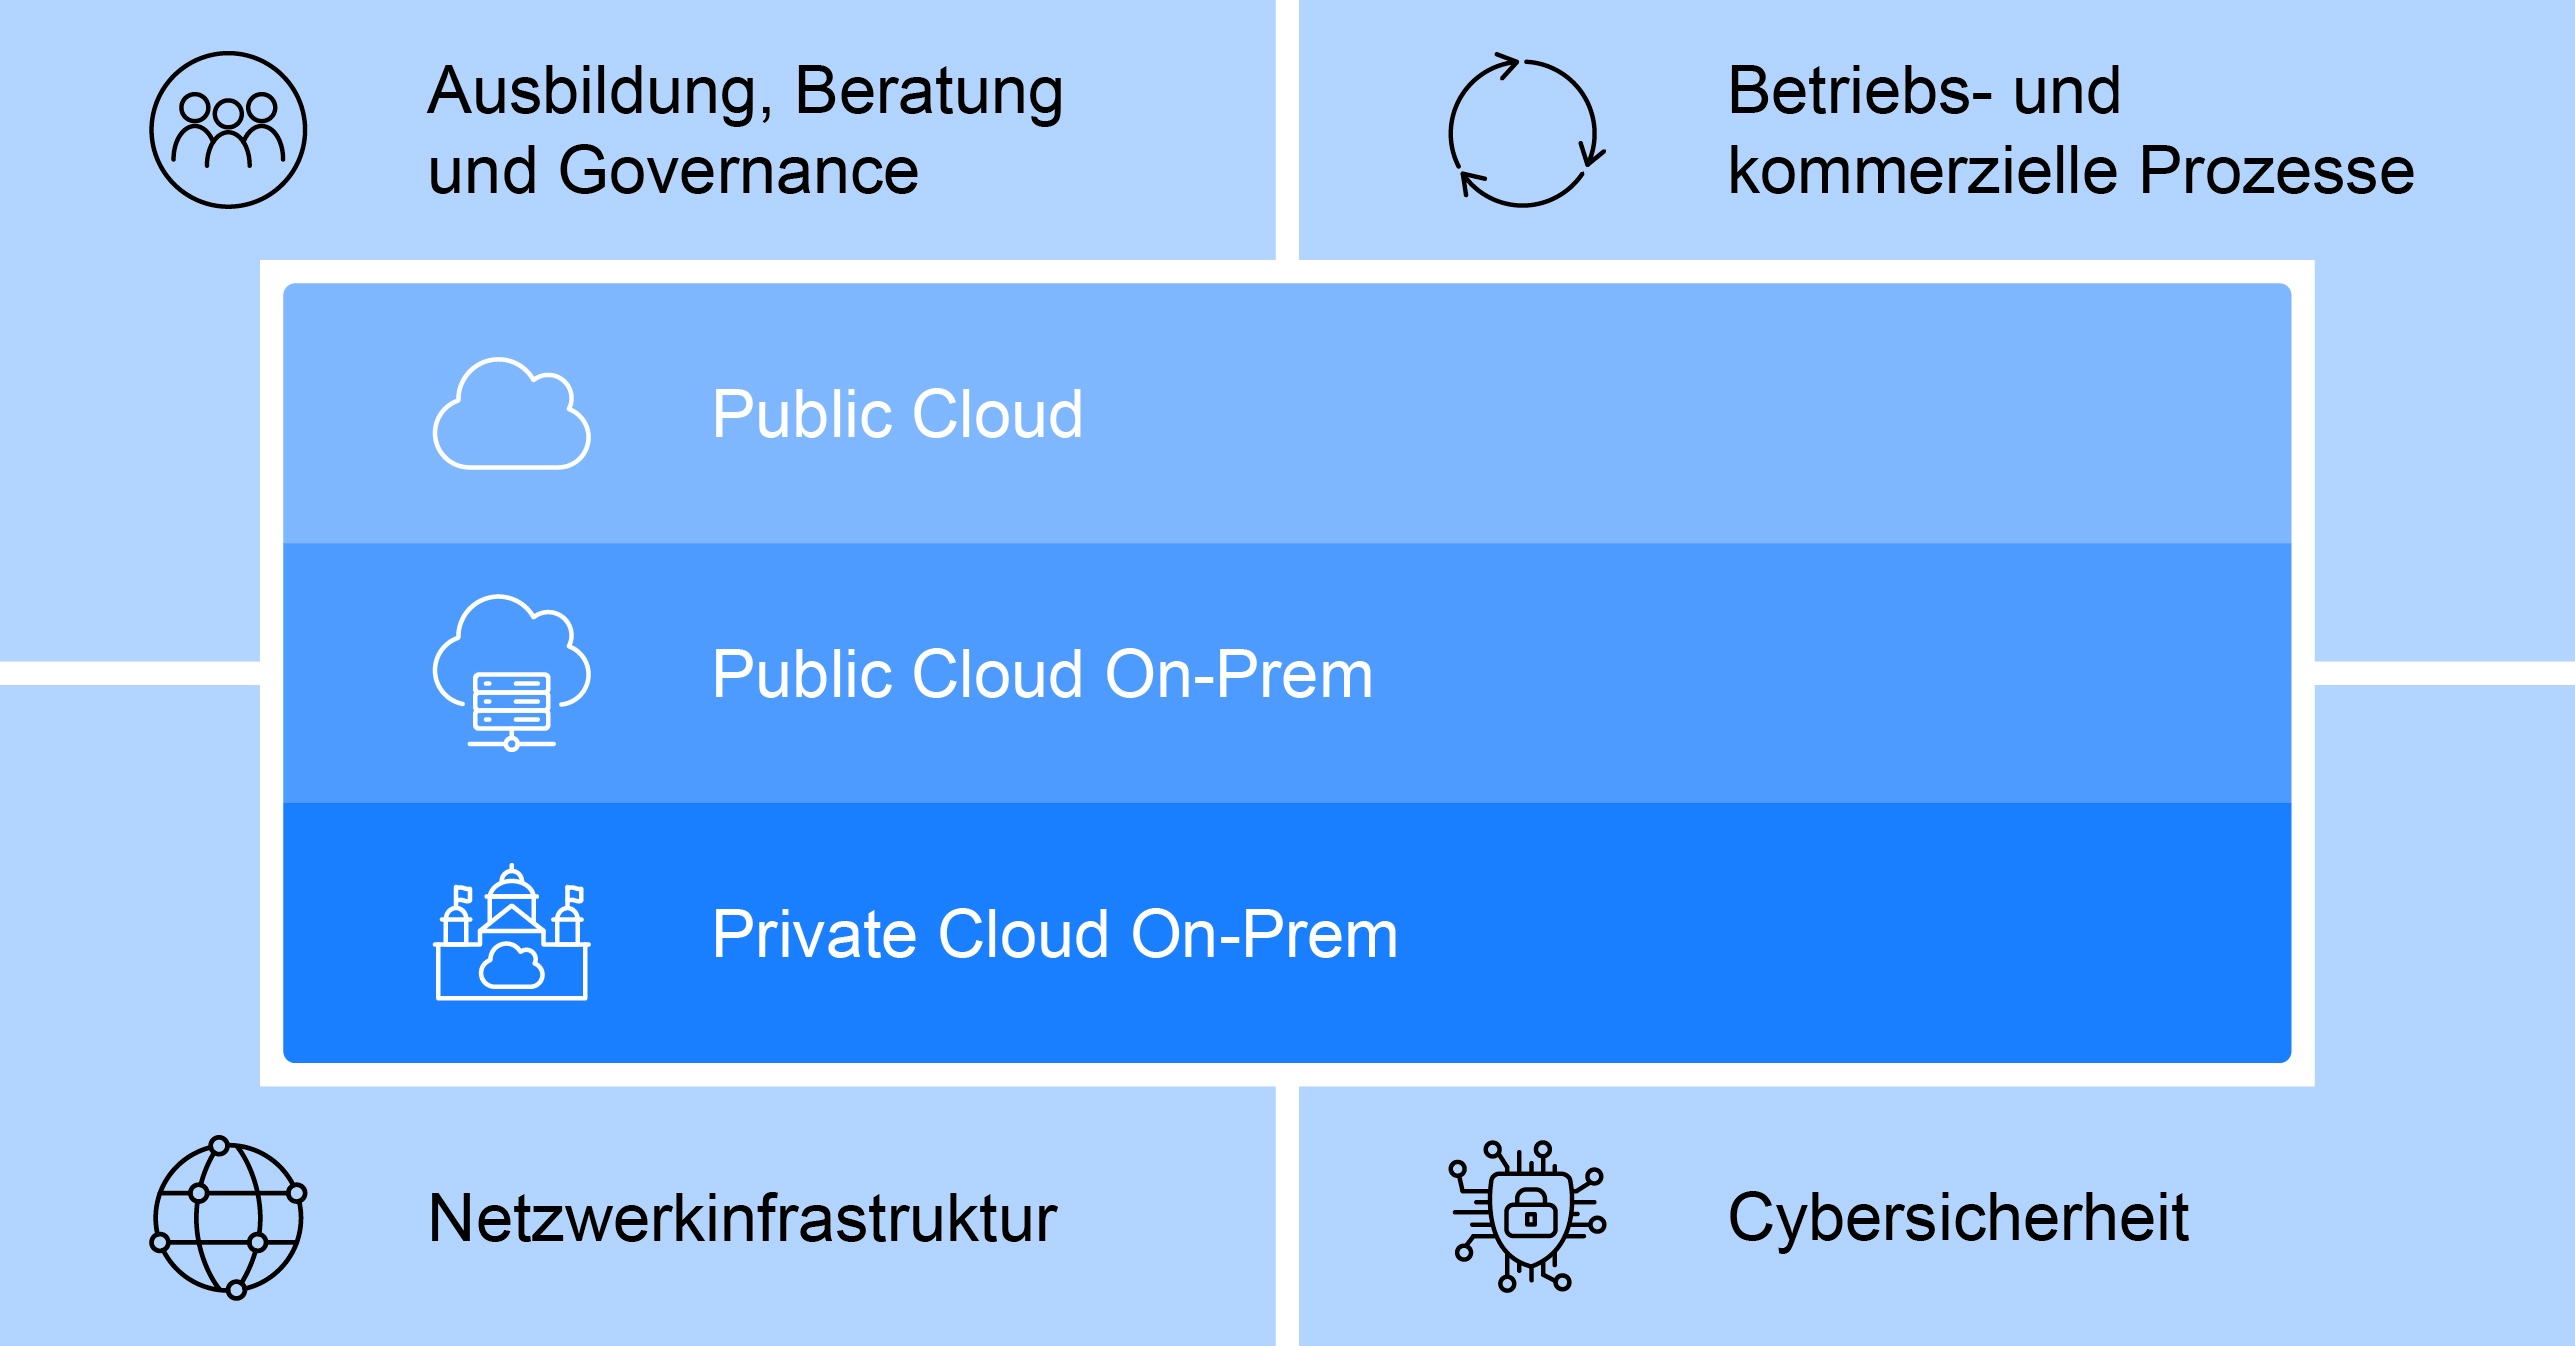 Ausbildung, Beratung
und Governance
Betriebs- und
kommerzielle Prozesse
Public Cloud
Public Cloud On-Prem
Private Cloud On-Prem
Netzwerkinfrastruktur
Cybersicherheit